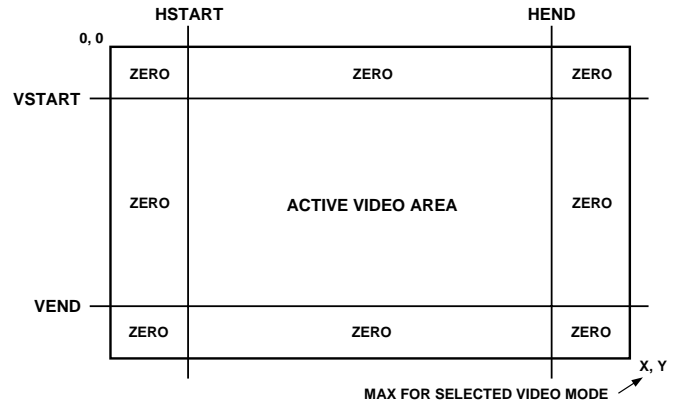 HSTART HEND
0, 0
ZERO ZERO ZERO
VSTART
ZERO ACTIVE VIDEO AREA ZERO
VEND
ZERO ZERO ZERO
X, Y
MAX FOR SELECTED VIDEO MODE